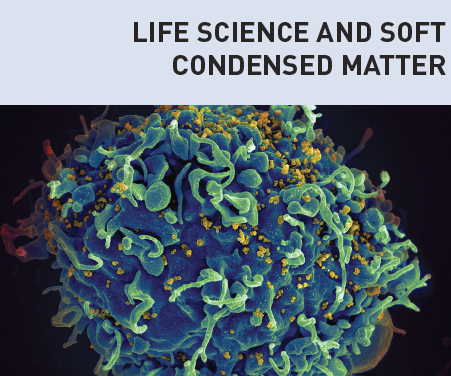 LIFE SCIENCE AND SOFT
CONDENSED MATTER